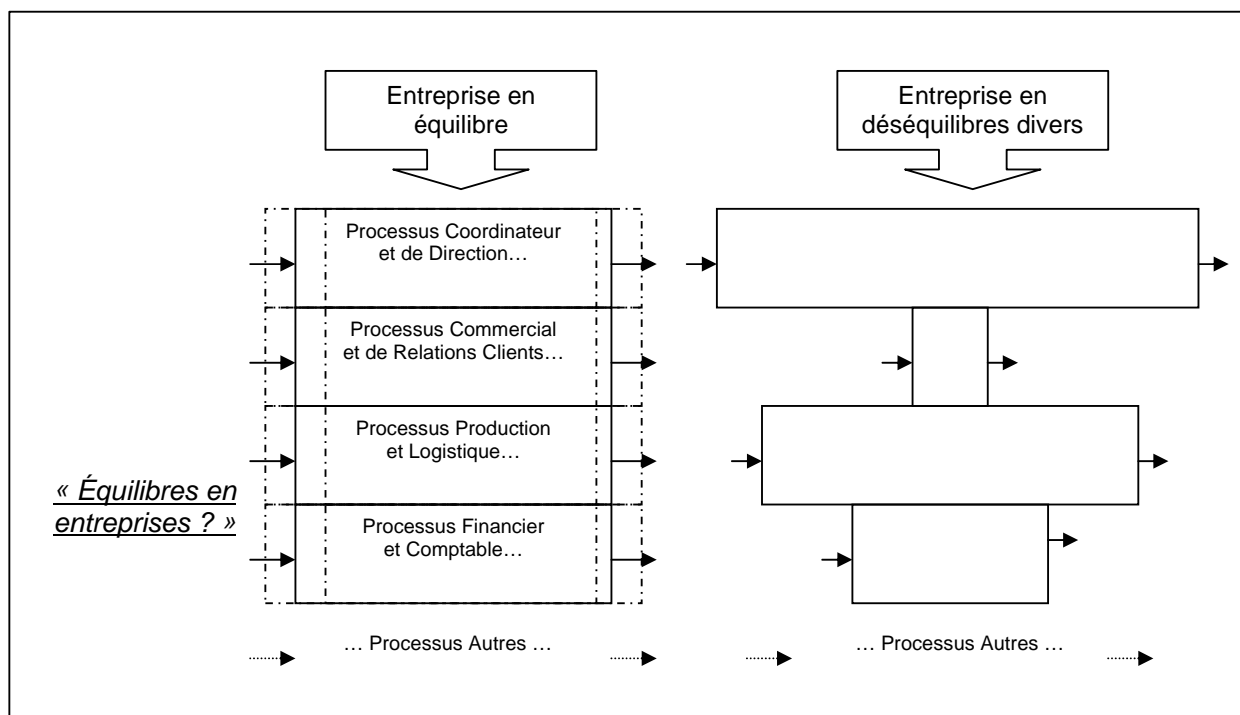 Entreprise en
équilibre
Entreprise en
déséquilibres divers
Processus Coordinateur
et de Direction…
Processus Commercial
et de Relations Clients…
Processus Production
et Logistique…
« Équilibres en
entreprises ? »
Processus Financier
et Comptable…
… Processus Autres …
… Processus Autres …